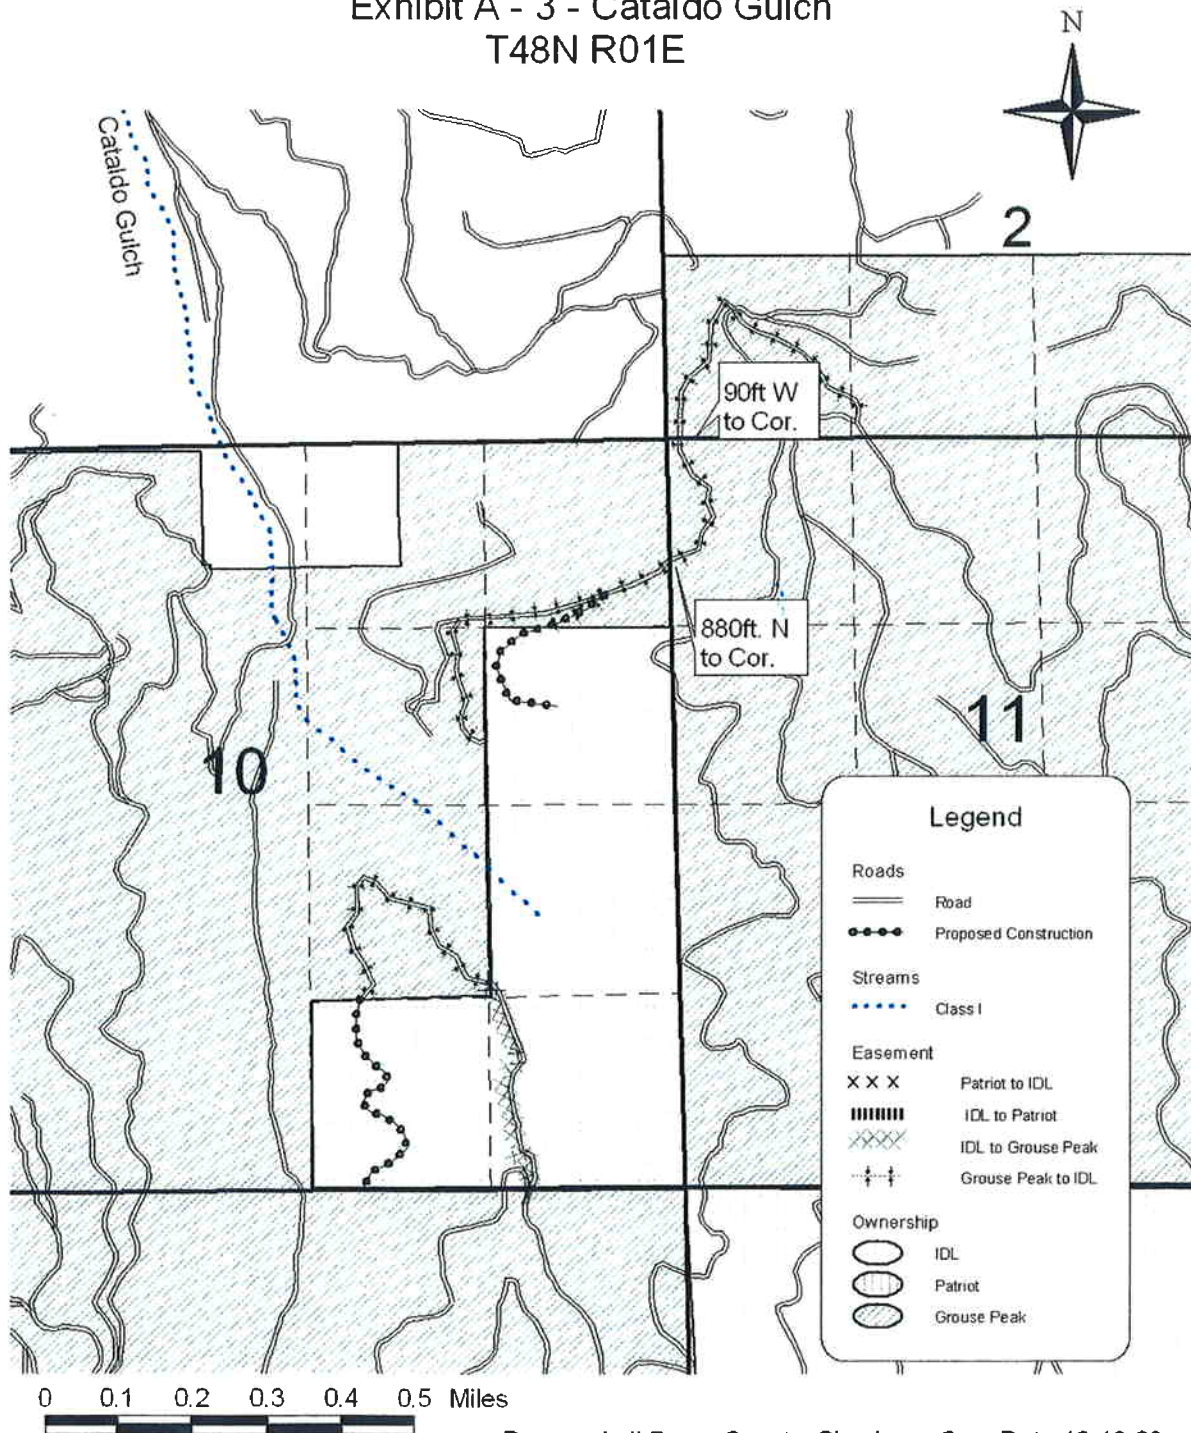 Exhibit A - 3 - Cataldo Gulch
T48N R01E
N
Cataldo Gulch
2
90ft W
to Cor.
880ft. N
to Cor.
10
11
Legend
Roads
Road
Proposed Construction
Streams
Class I
Easement
Patriot to IDL
IDL to Patriot
IDL to Grouse Peak
Grouse Peak to IDL
Ownership
IDL
Patriot
Grouse Peak
0 0.1 0.2 0.3 0.4 0.5 Miles